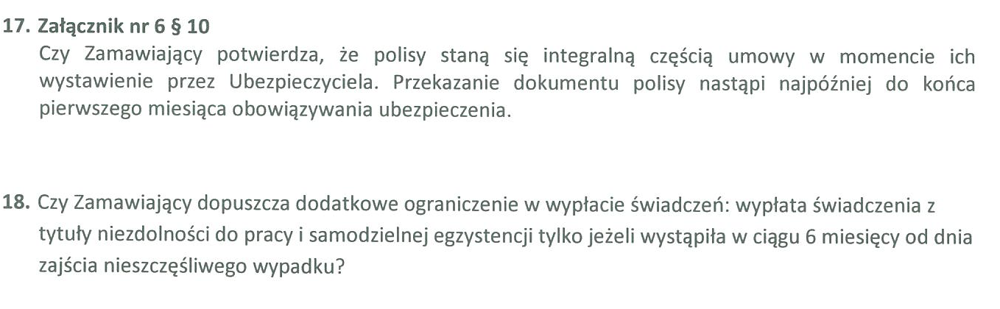 17. Załącznik nr 6 § 10
Czy Zamawiający potwierdza, że polisy staną się integralną częścią umowy w momencie ich
wystawienie przez Ubezpieczyciela. Przekazanie dokumentu polisy nastąpi najpóźniej do końca
pierwszego miesiąca obowiązywania ubezpieczenia.
18. Czy Zamawiający dopuszcza dodatkowe ograniczenie w wypłacie świadczeń: wypłata świadczenia z
tytuły niezdolności do pracy i samodzielnej egzystencji tylko jeżeli wystąpiła w ciągu 6 miesięcy od dnia
zajścia nieszczęśliwego wypadku?